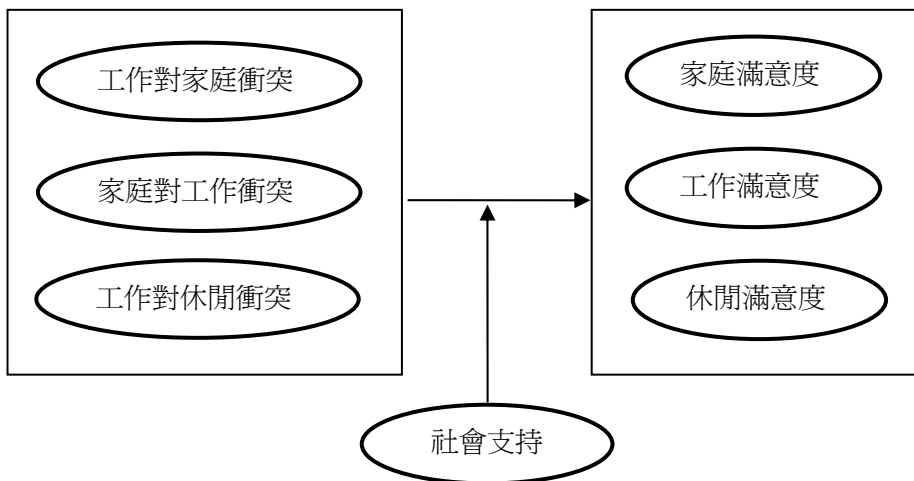 工作對家庭衝突
家庭對工作衝突
工作對休閒衝突
家庭滿意度
工作滿意度
休閒滿意度
社會支持